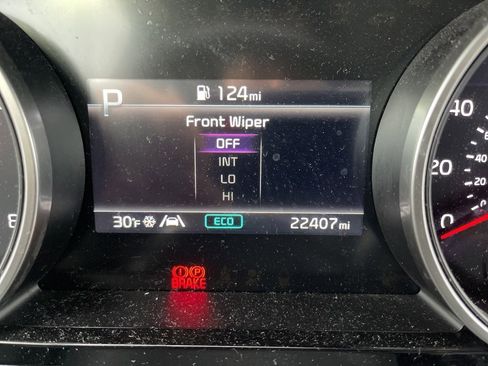 P 124mi
Front Wiper
OFF
INT
LO
HI
30°F ECO 22407mi
BRAKE
40
20
0
E